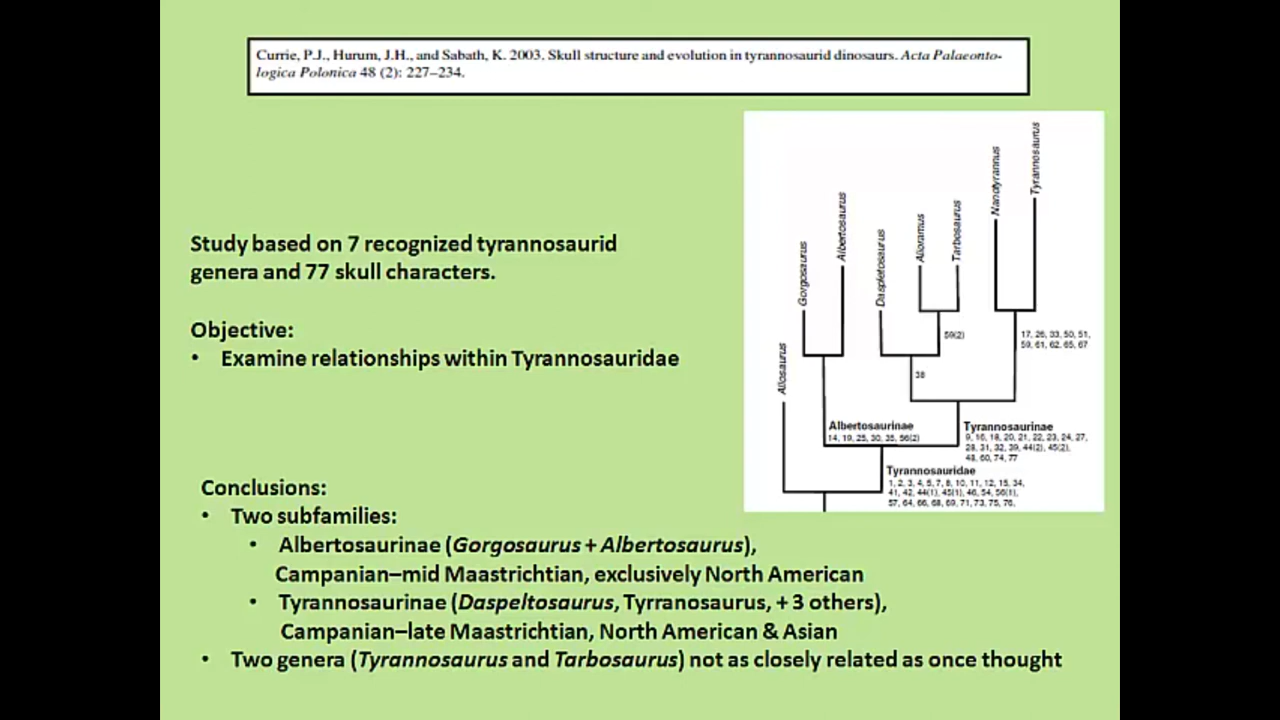 Currie, P.J., Hurum, J.H., and Sabath, K. 2003. Skull structure and evolution in tyrannosaurid dinosaurs. Acta Palaeonto-
logica Polonica 48 (2): 227–234.
Study based on 7 recognized tyrannosaurid
genera and 77 skull characters.
Objective:
• Examine relationships within Tyrannosauridae
Allosaurus
Gorgosaurus
Albertosaurus
Daspletosaurus
Alioramus
Tarbosaurus
Nanotyrannus
Tyrannosaurus
59(2)
17, 26, 33, 50, 51,
59, 61, 62, 65, 67
38
Albertosaurinae
14, 19, 25, 30, 35, 56(2)
Tyrannosaurinae
9, 16, 18, 20, 21, 22, 23, 24, 27,
28, 31, 32, 39, 44(2), 45(2),
48, 60, 74, 77
Tyrannosauridae
1, 2, 3, 4, 5, 7, 8, 10, 11, 12, 15, 34,
41, 42, 44(1), 45(1), 46, 54, 56(1),
57, 64, 66, 68, 69, 71, 73, 75, 76,
Conclusions:
• Two subfamilies:
• Albertosaurinae (Gorgosaurus + Albertosaurus),
Campanian–mid Maastrichtian, exclusively North American
• Tyrannosaurinae (Daspeltosaurus, Tyrranosaurus, + 3 others),
Campanian–late Maastrichtian, North American & Asian
• Two genera (Tyrannosaurus and Tarbosaurus) not as closely related as once thought